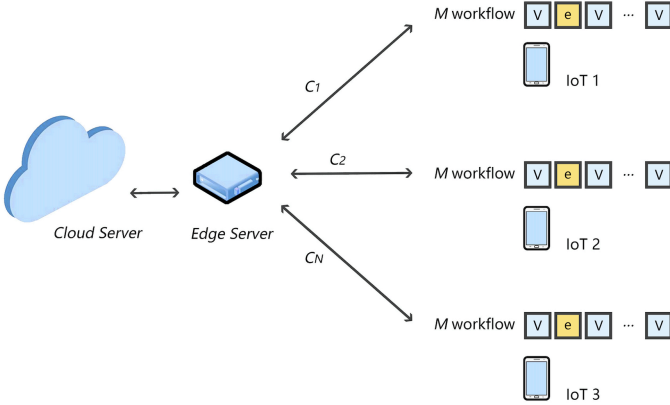 M workflow V e V ... V
IoT 1
C1
C2
M workflow V e V ... V
IoT 2
Cloud Server
Edge Server
CN
M workflow V e V ... V
IoT 3